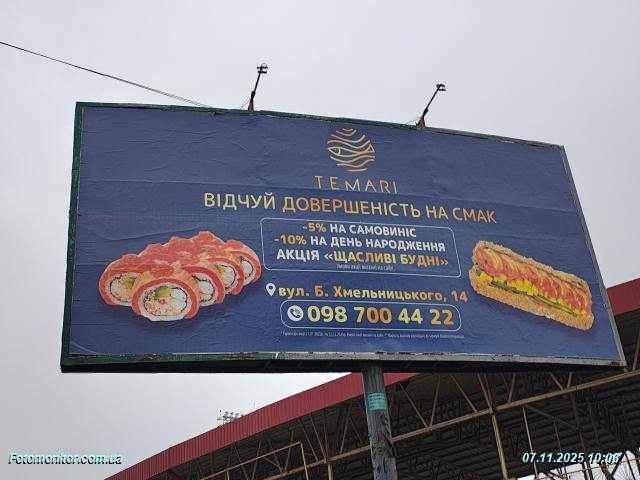 TEMARI
ВІДЧУЙ ДОВЕРШЕНІСТЬ НА СМАК
-5% НА САМОВИНІС
-10% НА ДЕНЬ НАРОДЖЕННЯ
АКЦІЯ «ЩАСЛИВІ БУДНІ»
вул. Б. Хмельницького, 14
098 700 44 22
Fotomonitor.com.ua
07.11.2025 10:08